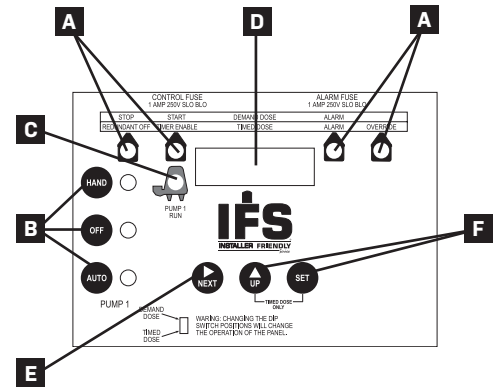 A
D
A
CONTROL FUSE
1 AMP 250V SLO BLO
ALARM FUSE
1 AMP 250V SLO BLO
STOP START DEMAND DOSE ALARM
REDUNDANT OFF TIMER ENABLE TIMED DOSE ALARM OVERRIDE
C
HAND
PUMP 1
RUN
B
OFF
IFS
INSTALLER FRIENDLY
F
AUTO
NEXT
UP
SET
PUMP 1
TIMED DOSE
ONLY
DEMAND
DOSE
TIMED
DOSE
WARING: CHANGING THE DIP
SWITCH POSITIONS WILL CHANGE
THE OPERATION OF THE PANEL.
E